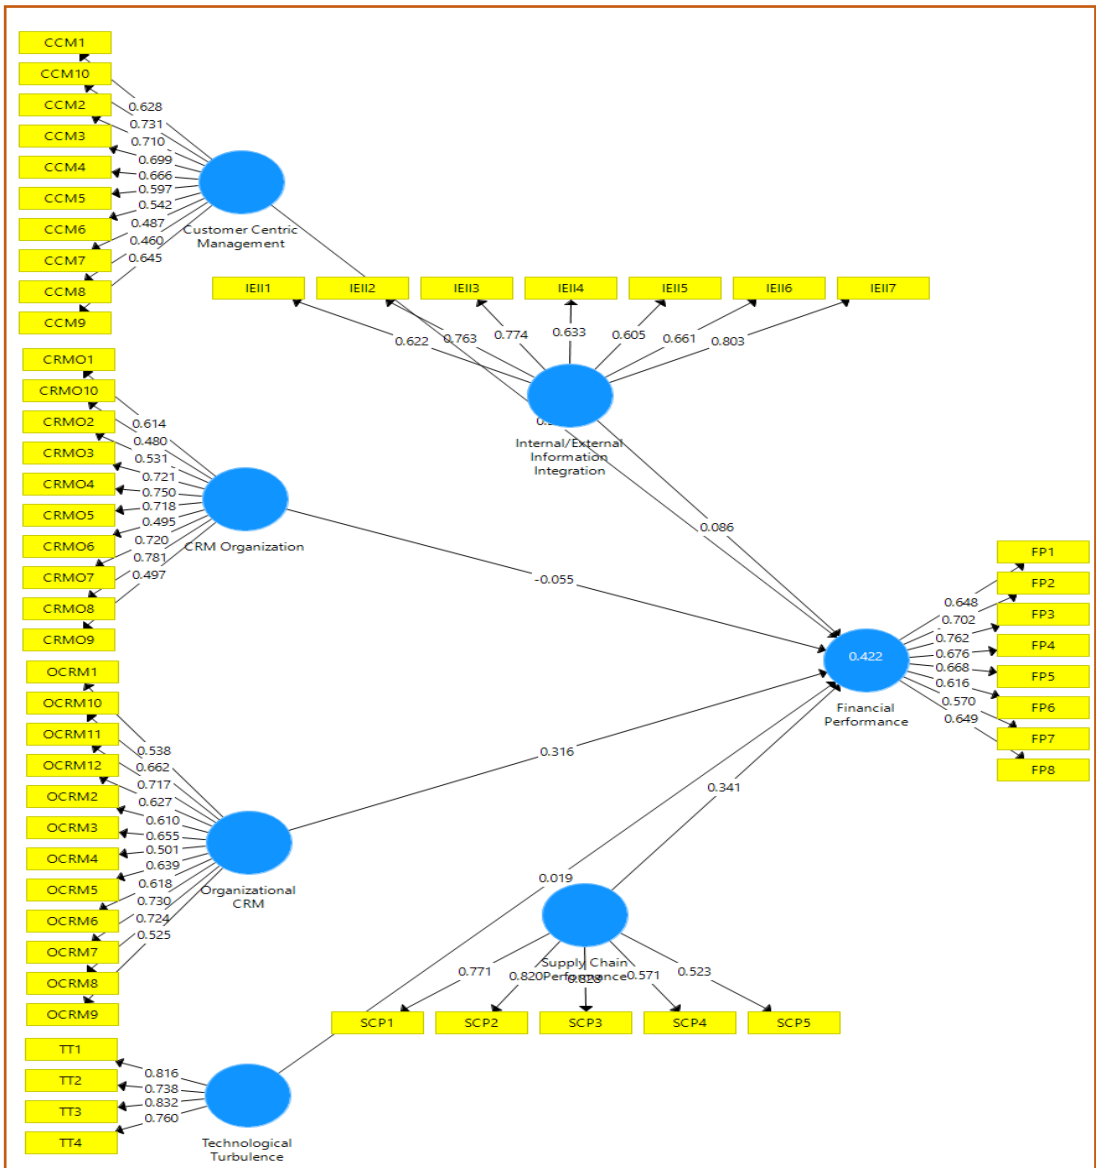 CCM1
CCM10
CCM2
CCM3
CCM4
CCM5
CCM6
CCM7
CCM8
CCM9
0.628
0.731
0.710
0.699
0.666
0.597
0.542
0.487
0.460
0.645
Customer Centric
Management
IEII1
IEII2
IEII3
IEII4
IEII5
IEII6
IEII7
0.622
0.763
0.774
0.633
0.605
0.661
0.803
Internal/External
Information
Integration
CRMO1
CRMO10
CRMO2
CRMO3
CRMO4
CRMO5
CRMO6
CRMO7
CRMO8
CRMO9
0.614
0.480
0.531
0.721
0.750
0.718
0.495
0.720
0.781
0.497
CRM Organization
0.086
-0.055
0.316
0.341
0.019
0.422
Financial
Performance
FP1
FP2
FP3
FP4
FP5
FP6
FP7
FP8
0.648
0.702
0.762
0.676
0.668
0.616
0.570
0.649
OCRM1
OCRM10
OCRM11
OCRM12
OCRM2
OCRM3
OCRM4
OCRM5
OCRM6
OCRM7
OCRM8
OCRM9
0.538
0.662
0.717
0.627
0.610
0.655
0.501
0.639
0.618
0.730
0.724
0.525
Organizational
CRM
Supply Chain
Performance
0.771
0.820
0.828
0.571
0.523
SCP1
SCP2
SCP3
SCP4
SCP5
TT1
TT2
TT3
TT4
0.816
0.738
0.832
0.760
Technological
Turbulence